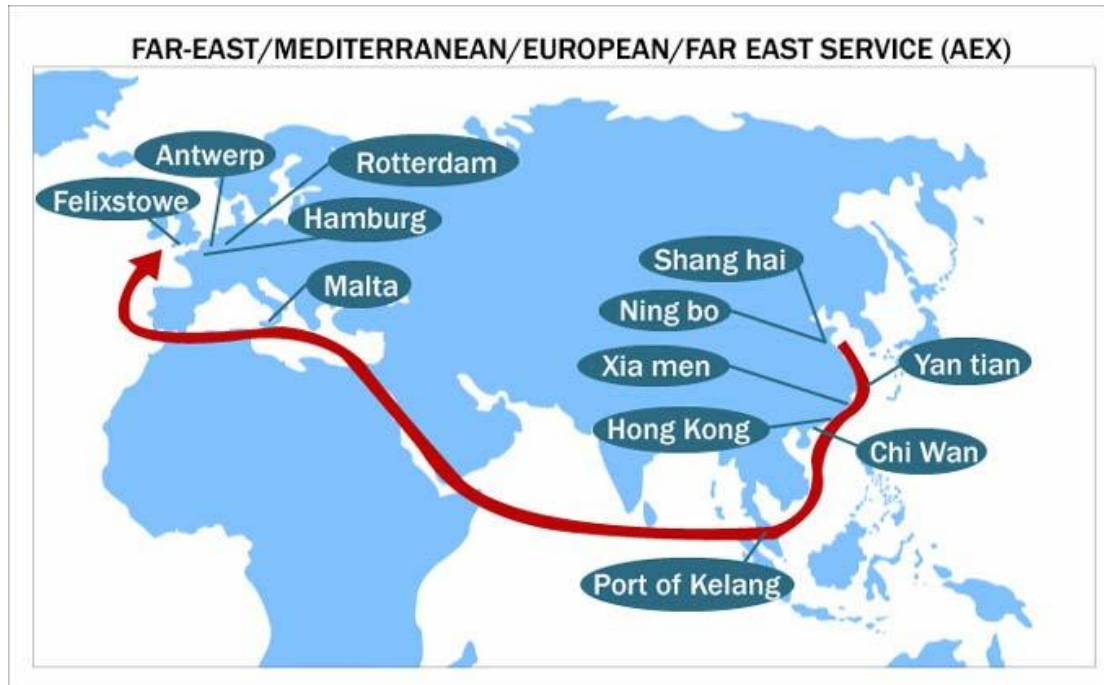 FAR-EAST/MEDITERRANEAN/EUROPEAN/FAR EAST SERVICE (AEX)
Antwerp
Rotterdam
Felixstowe
Hamburg
Malta
Shang hai
Ning bo
Xia men
Yan tian
Hong Kong
Chi Wan
Port of Kelang